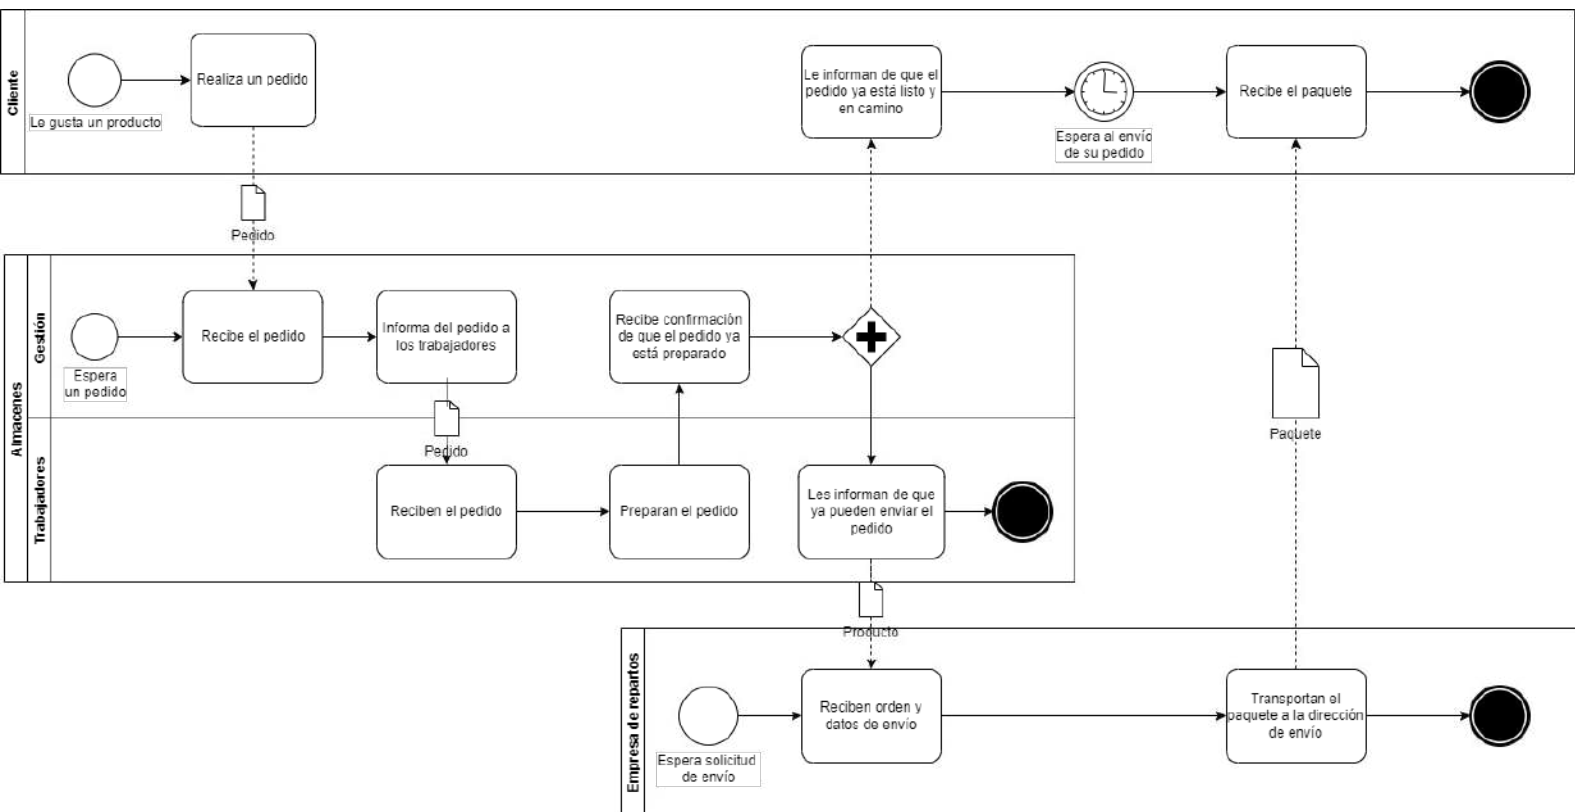 Cliente
Le gusta un producto
Realiza un pedido
Le informan de que el
pedido ya está listo y
en camino
Espera al envío
de su pedido
Recibe el paquete
Pedido
Almacenes
Gestión
Espera
un pedido
Recibe el pedido
Informa del pedido a
los trabajadores
Recibe confirmación
de que el pedido ya
está preparado
Pedido
Trabajadores
Reciben el pedido
Preparan el pedido
Les informan de que
ya pueden enviar el
pedido
Paquete
Producto
Empresa de repartos
Espera solicitud
de envío
Reciben orden y
datos de envío
Transportan el
paquete a la dirección
de envío